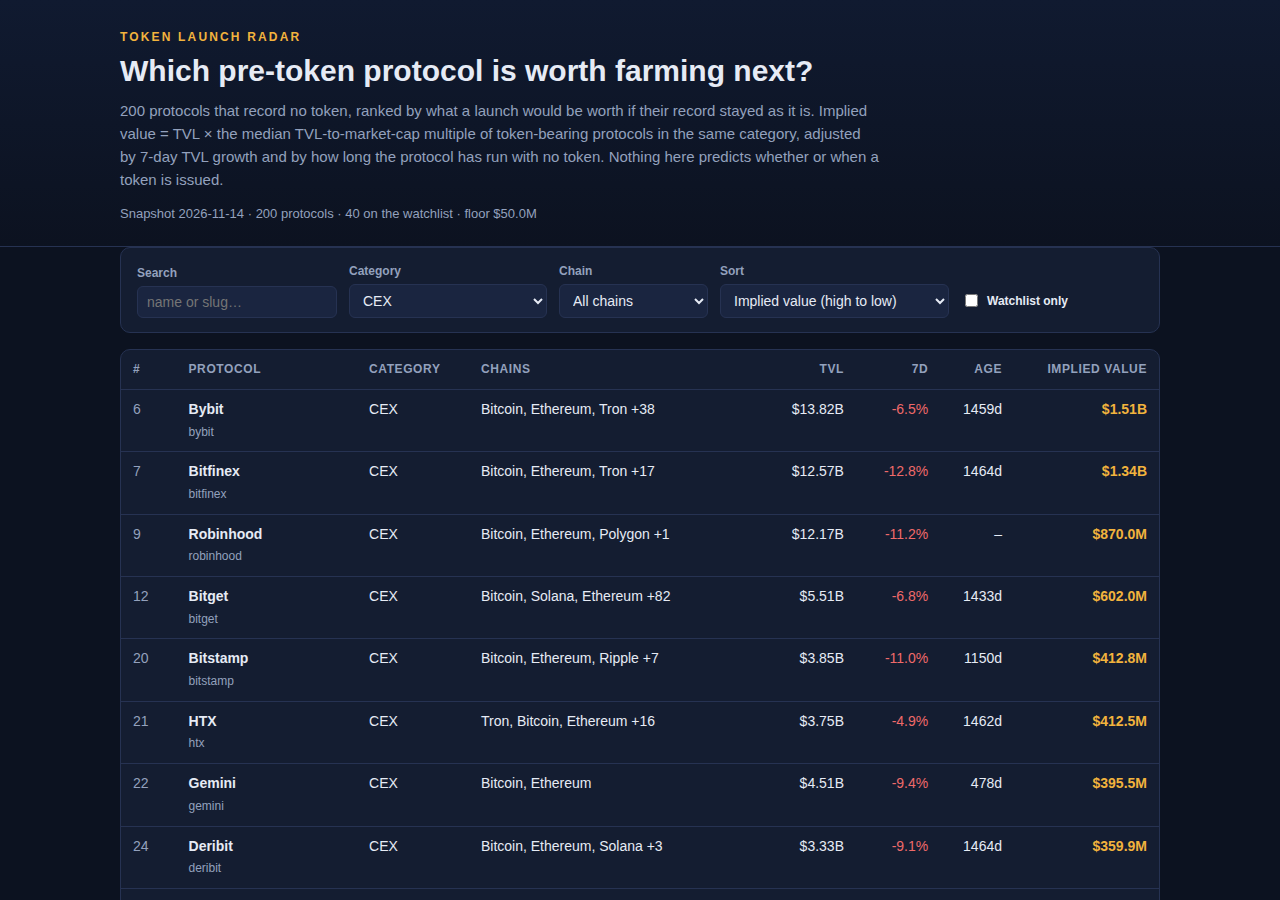 TOKEN LAUNCH RADAR
Which pre-token protocol is worth farming next?
200 protocols that record no token, ranked by what a launch would be worth if their record stayed as it is. Implied
value = TVL × the median TVL-to-market-cap multiple of token-bearing protocols in the same category, adjusted
by 7-day TVL growth and by how long the protocol has run with no token. Nothing here predicts whether or when a
token is issued.
Snapshot 2026-11-14 · 200 protocols · 40 on the watchlist · floor $50.0M
Search Category Chain Sort
name or slug… CEX All chains Implied value (high to low) Watchlist only
# PROTOCOL CATEGORY CHAINS TVL 7D AGE IMPLIED VALUE
6 Bybit CEX Bitcoin, Ethereum, Tron +38 $13.82B -6.5% 1459d $1.51B
bybit
7 Bitfinex CEX Bitcoin, Ethereum, Tron +17 $12.57B -12.8% 1464d $1.34B
bitfinex
9 Robinhood CEX Bitcoin, Ethereum, Polygon +1 $12.17B -11.2% – $870.0M
robinhood
12 Bitget CEX Bitcoin, Solana, Ethereum +82 $5.51B -6.8% 1433d $602.0M
bitget
20 Bitstamp CEX Bitcoin, Ethereum, Ripple +7 $3.85B -11.0% 1150d $412.8M
bitstamp
21 HTX CEX Tron, Bitcoin, Ethereum +16 $3.75B -4.9% 1462d $412.5M
htx
22 Gemini CEX Bitcoin, Ethereum $4.51B -9.4% 478d $395.5M
gemini
24 Deribit CEX Bitcoin, Ethereum, Solana +3 $3.33B -9.1% 1464d $359.9M
deribit